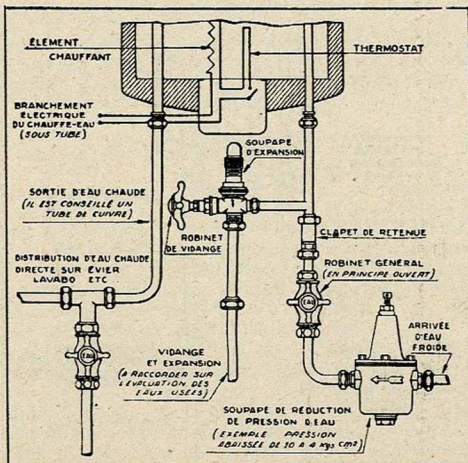 ÉLÉMENT
CHAUFFANT
THERMOSTAT
BRANCHEMENT
ÉLECTRIQUE
DU CHAUFFE-EAU
(SOUS TUBE)
SOUPAPE
D'EXPANSION
SORTIE D'EAU CHAUDE
(IL EST CONSEILLÉ UN
TUBE DE CUIVRE)
ROBINET
DE VIDANGE
CLAPET DE RETENUE
DISTRIBUTION D'EAU CHAUDE
DIRECTE SUR ÉVIER
LAVABO ETC
ROBINET GÉNÉRAL
(EN PRINCIPE OUVERT)
EAU
EAU
ARRIVÉE
D'EAU
FROIDE
VIDANGE
ET EXPANSION
(A RACCORDER SUR
L'ÉVACUATION DES
EAUX USÉES)
SOUPAPE DE RÉDUCTION
DE PRESSION D'EAU
(EXEMPLE PRESSION
ABAISSÉE DE 10 A 4 Kgs cm2)